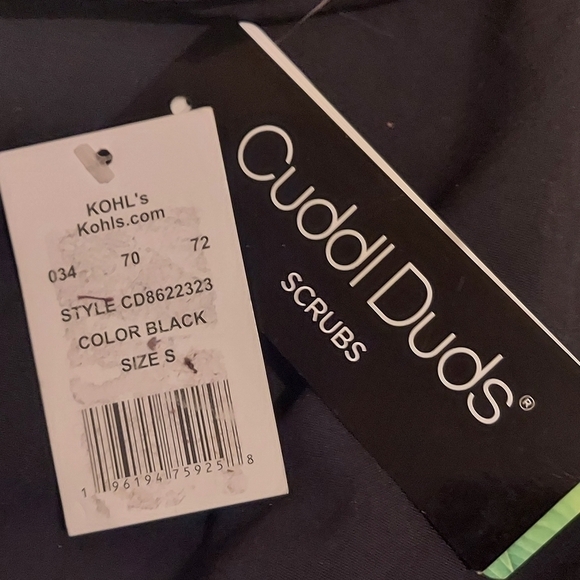 KOHL's
Kohls.com
034 70 72
STYLE CD8622323
COLOR BLACK
SIZE S
1 96194 75925 8
Cuddl Duds®
SCRUBS